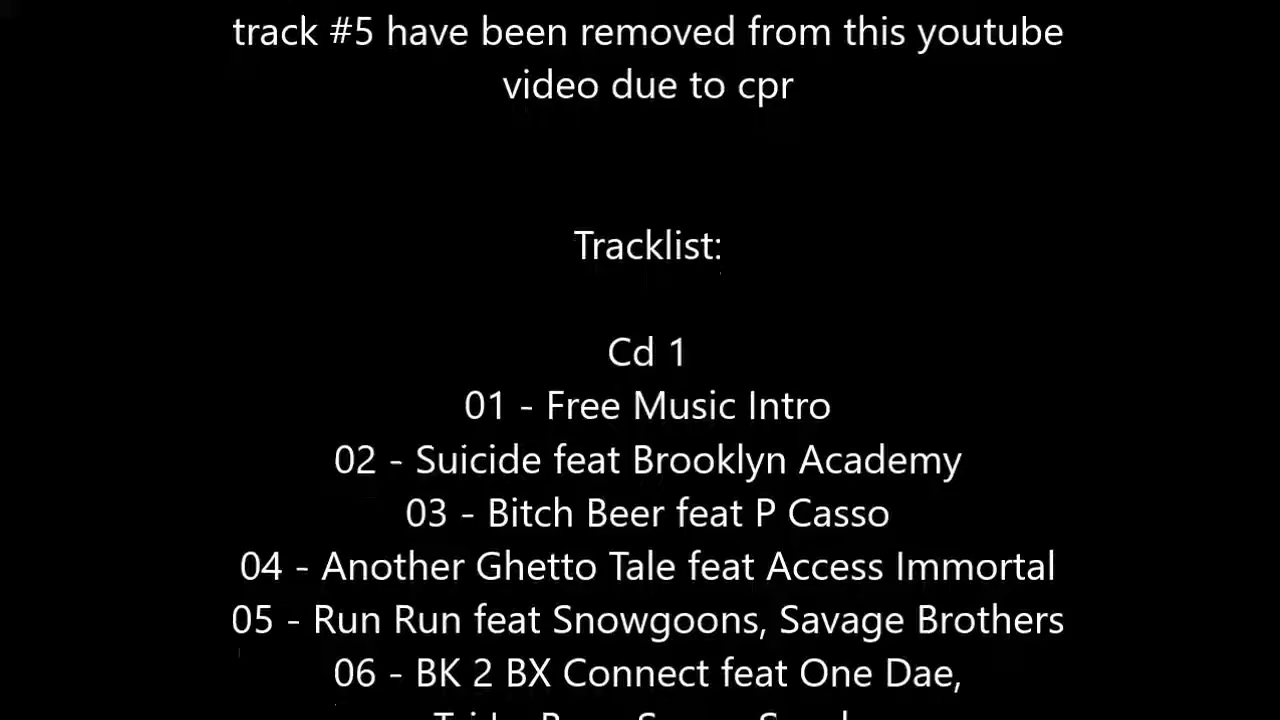 track #5 have been removed from this youtube
video due to cpr
Tracklist:
Cd 1
01 - Free Music Intro
02 - Suicide feat Brooklyn Academy
03 - Bitch Beer feat P Casso
04 - Another Ghetto Tale feat Access Immortal
05 - Run Run feat Snowgoons, Savage Brothers
06 - BK 2 BX Connect feat One Dae,